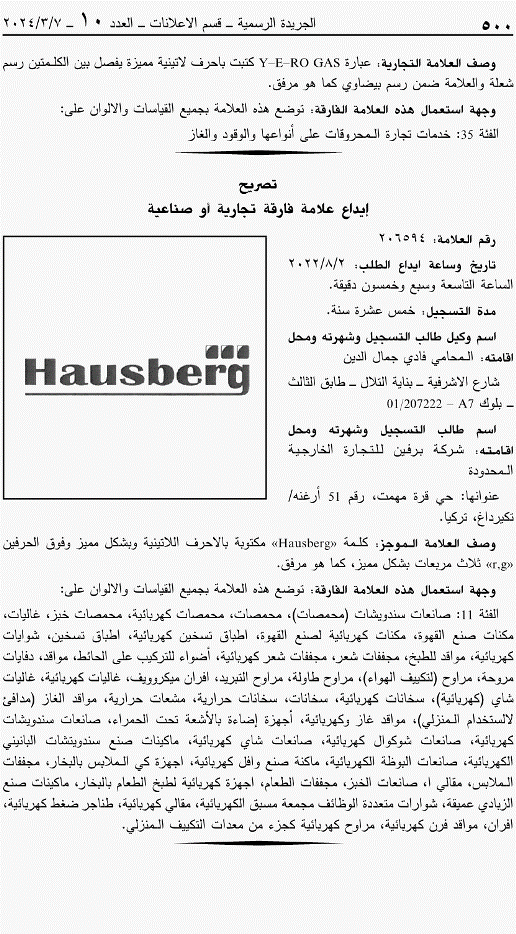 ٥٠٠ الجريدة الرسمية ــ قسم الاعلانات ــ العدد ١٠ ــ ٢٠٢٤/٣/٧
وصف العلامة التجارية: عبارة Y–E–RO GAS كتبت باحرف لاتينية مميزة يفصل بين الكلمتين رسم
شعلة والعلامة ضمن رسم بيضاوي كما هو مرفق.
وجهة استعمال هذه العلامة الفارقة: توضع هذه العلامة بجميع القياسات والالوان على:
الفئة 35: خدمات تجارة المحروقات على أنواعها والوقود والغاز
تصريح
إيداع علامة فارقة تجارية أو صناعية
رقم العلامة: ٢٠٦٥٩٤
تاريخ وساعة ايداع الطلب: ٢٠٢٢/٨/٢
الساعة التاسعة وسبع وخمسون دقيقة.
مدة التسجيل: خمس عشرة سنة.
اسم وكيل طالب التسجيل وشهرته ومحل
اقامته: المحامي فادي جمال الدين
شارع الاشرفية ــ بناية التلال ــ طابق الثالث
ــ بلوك A7 – 01/207222
اسم طالب التسجيل وشهرته ومحل
اقامته: شركة برفين للتجارة الخارجية
المحدودة
عنوانها: حي قرة مهمت، رقم 51 أرغنه/
تكيرداغ، تركيا.
Hausberg
وصف العلامة الموجز: كلمة «Hausberg» مكتوبة بالاحرف اللاتينية وبشكل مميز وفوق الحرفين
«r.g» ثلاث مربعات بشكل مميز، كما هو مرفق.
وجهة استعمال هذه العلامة الفارقة: توضع هذه العلامة بجميع القياسات والالوان على:
الفئة 11: صانعات سندويشات (محمصات)، محمصات، محمصات كهربائية، محمصات خبز، غاليات،
مكنات صنع القهوة، مكنات كهربائية لصنع القهوة، اطباق تسخين كهربائية، اطباق تسخين، شوايات
كهربائية، مواقد للطبخ، مجففات شعر، مجففات شعر كهربائية، أضواء للتركيب على الحائط، مواقد، دفايات
مروحة، مراوح (لتكييف الهواء)، مراوح طاولة، مراوح التبريد، افران ميكروويف، غاليات كهربائية، غاليات
شاي (كهربائية)، سخانات كهربائية، سخانات، سخانات حرارية، مشعات حرارية، مواقد الغاز (مدافئ
لاستخدام المنزلي)، مواقد غاز وكهربائية، أجهزة إضاءة بالأشعة تحت الحمراء، صانعات سندويشات
كهربائية، صانعات شوكوال كهربائية، صانعات شاي كهربائية، ماكينات صنع سندويتشات البانيني
الكهربائية، صانعات البوظة الكهربائية، ماكنة صنع وافل كهربائية، اجهزة كي الملابس بالبخار، مجففات
الملابس، مقالي ا، صانعات الخبز، مجففات الطعام، اجهزة كهربائية لطبخ الطعام بالبخار، ماكينات صنع
الزبادي عميقة، شوارات متعددة الوظائف مجمعة مسبق الكهربائية، مقالي كهربائية، طناجر ضغط كهربائية،
افران، مواقد فرن كهربائية، مراوح كهربائية كجزء من معدات التكييف المنزلي.